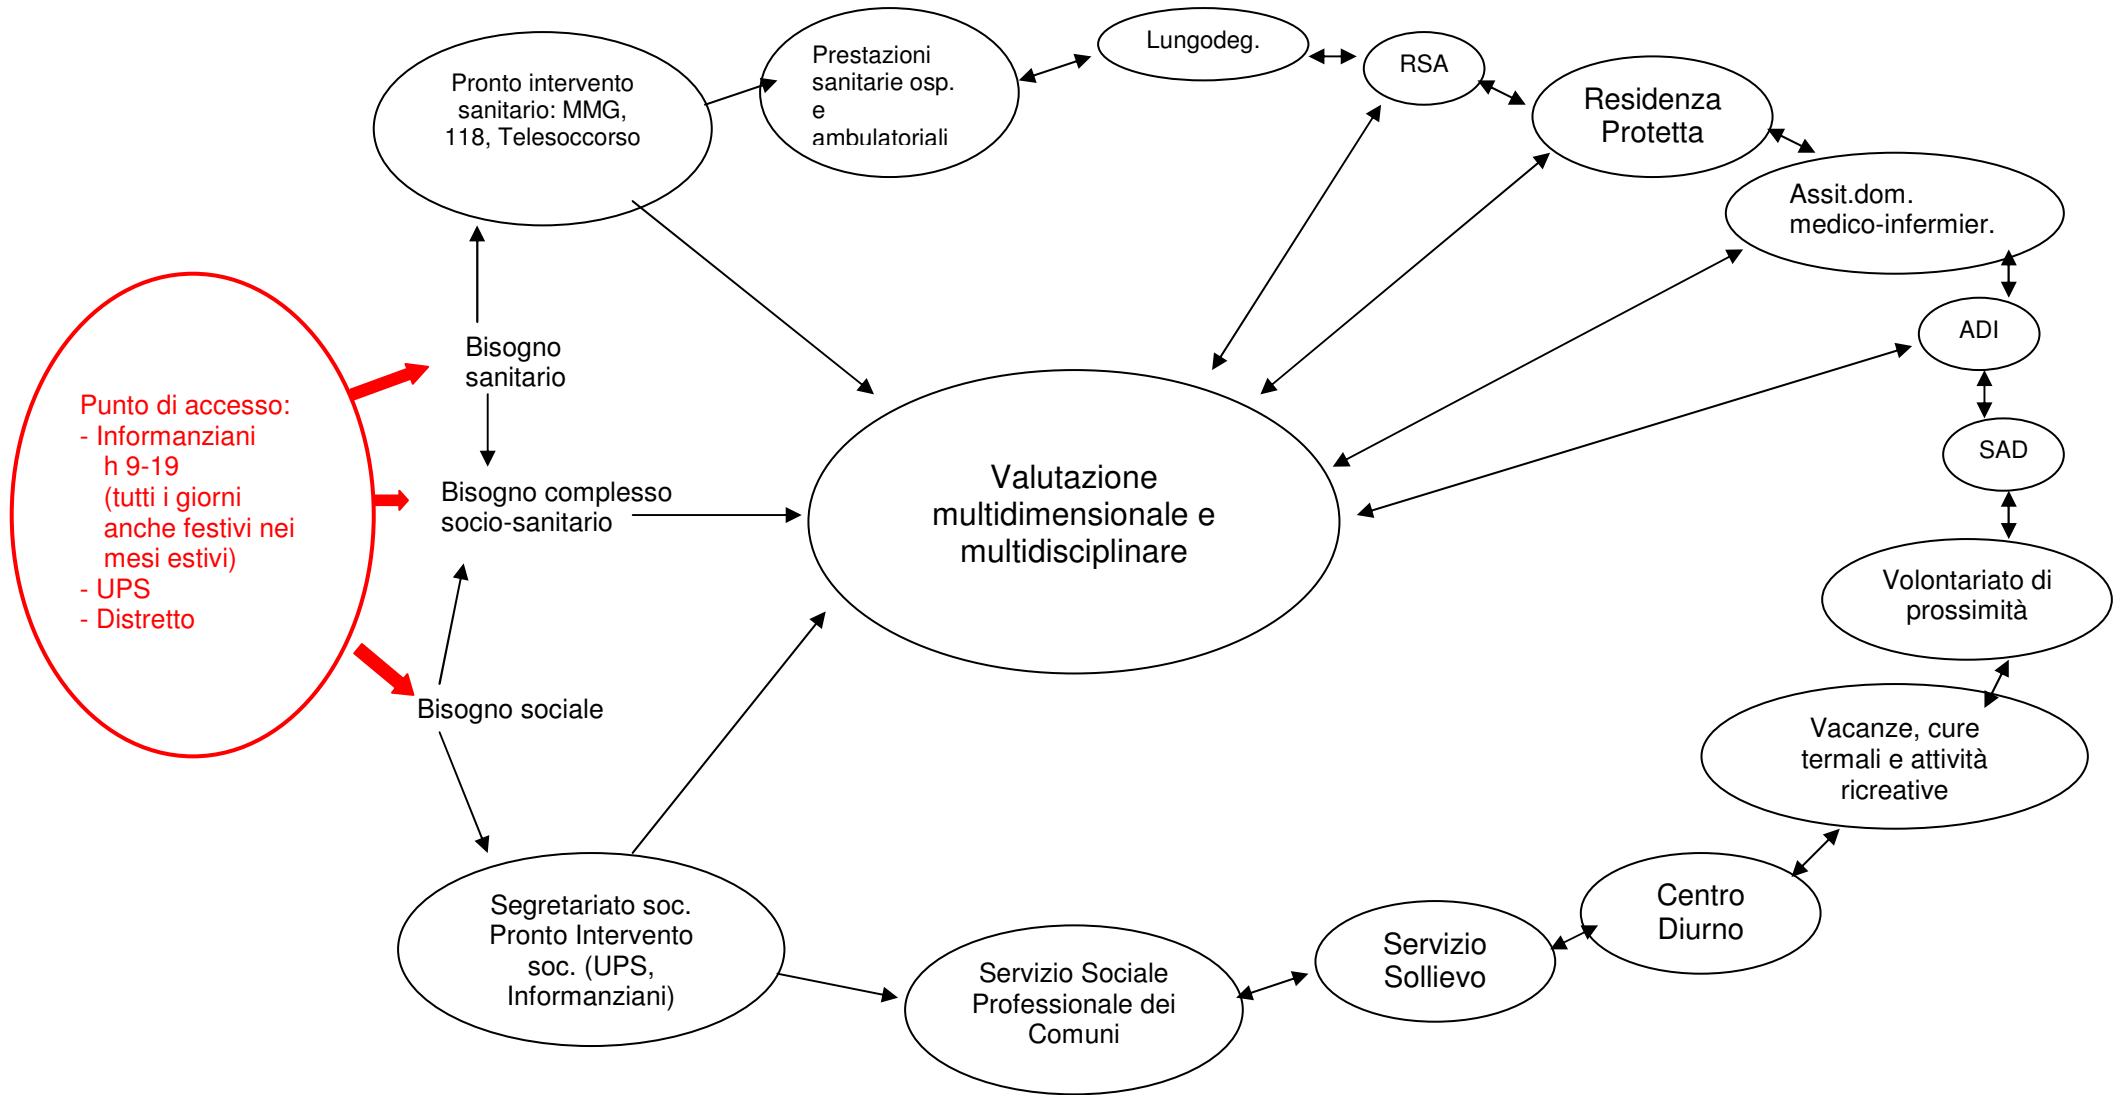 Pronto intervento
sanitario: MMG,
118, Telesoccorso
Prestazioni
sanitarie osp.
e
ambulatoriali
Lungodeg.
RSA
Residenza
Protetta
Assit.dom.
medico-infermier.
ADI
SAD
Volontariato di
prossimità
Vacanze, cure
termali e attività
ricreative
Centro
Diurno
Servizio
Sollievo
Servizio Sociale
Professionale dei
Comuni
Segretariato soc.
Pronto Intervento
soc. (UPS,
Informanziani)
Punto di accesso:
- Informanziani
h 9-19
(tutti i giorni
anche festivi nei
mesi estivi)
- UPS
- Distretto
Bisogno
sanitario
Bisogno complesso
socio-sanitario
Bisogno sociale
Valutazione
multidimensionale e
multidisciplinare